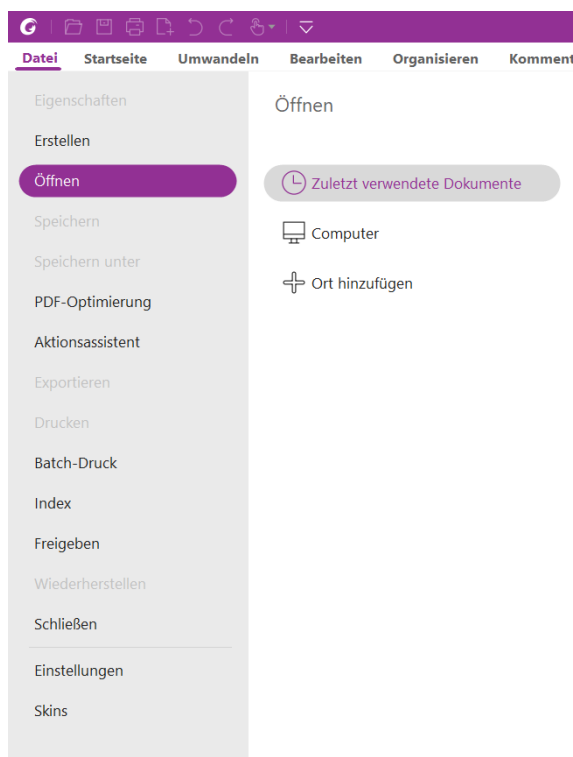 Datei Startseite Umwandeln Bearbeiten Organisieren Komment
Eigenschaften
Erstellen
Öffnen
Speichern
Speichern unter
PDF-Optimierung
Aktionsassistent
Exportieren
Drucken
Batch-Druck
Index
Freigeben
Wiederherstellen
Schließen
Einstellungen
Skins
Öffnen
Zuletzt verwendete Dokumente
Computer
Ort hinzufügen